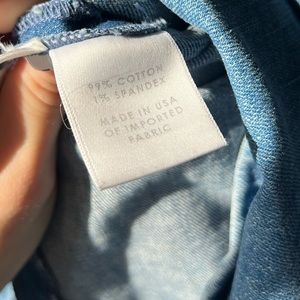 99% COTTON
1% SPANDEX
MADE IN USA
OF IMPORTED
FABRIC